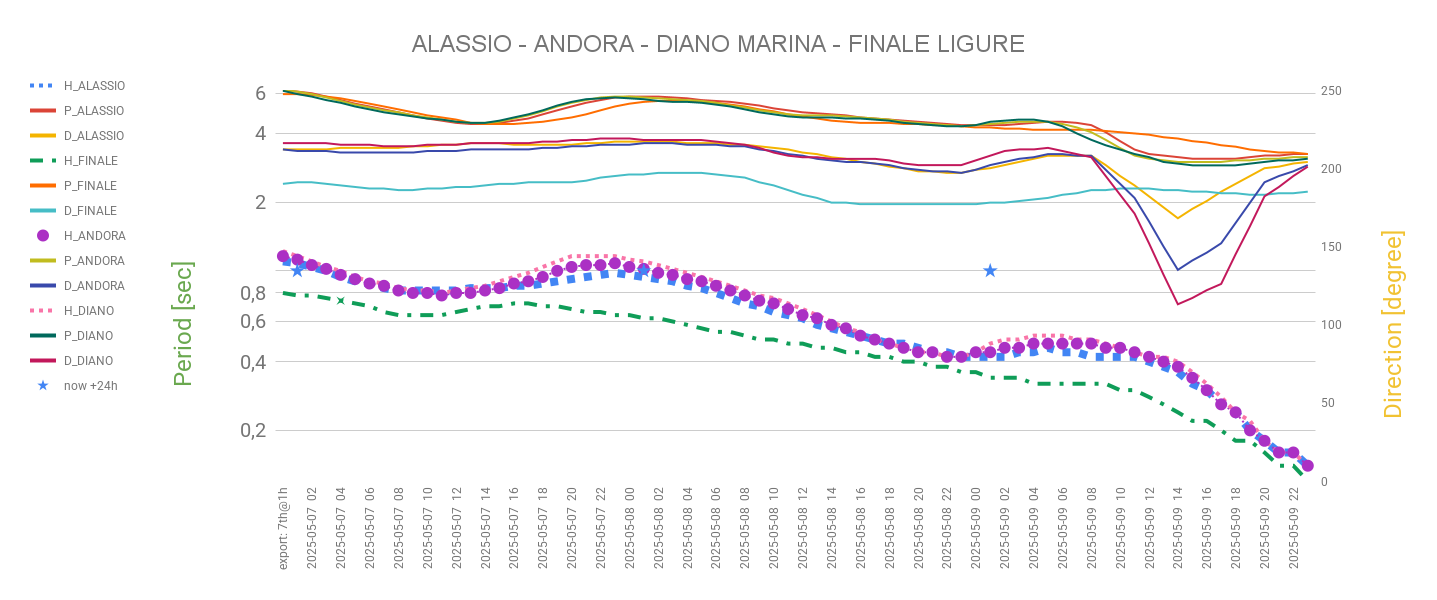 ALASSIO - ANDORA - DIANO MARINA - FINALE LIGURE
H_ALASSIO
P_ALASSIO
D_ALASSIO
H_FINALE
P_FINALE
D_FINALE
H_ANDORA
P_ANDORA
D_ANDORA
H_DIANO
P_DIANO
D_DIANO
now +24h
Period [sec]
6
4
2
0,8
0,6
0,4
0,2
250
200
150
100
50
0
Direction [degree]
export: 7th@1h
2025-05-07 02
2025-05-07 04
2025-05-07 06
2025-05-07 08
2025-05-07 10
2025-05-07 12
2025-05-07 14
2025-05-07 16
2025-05-07 18
2025-05-07 20
2025-05-07 22
2025-05-08 00
2025-05-08 02
2025-05-08 04
2025-05-08 06
2025-05-08 08
2025-05-08 10
2025-05-08 12
2025-05-08 14
2025-05-08 16
2025-05-08 18
2025-05-08 20
2025-05-08 22
2025-05-09 00
2025-05-09 02
2025-05-09 04
2025-05-09 06
2025-05-09 08
2025-05-09 10
2025-05-09 12
2025-05-09 14
2025-05-09 16
2025-05-09 18
2025-05-09 20
2025-05-09 22